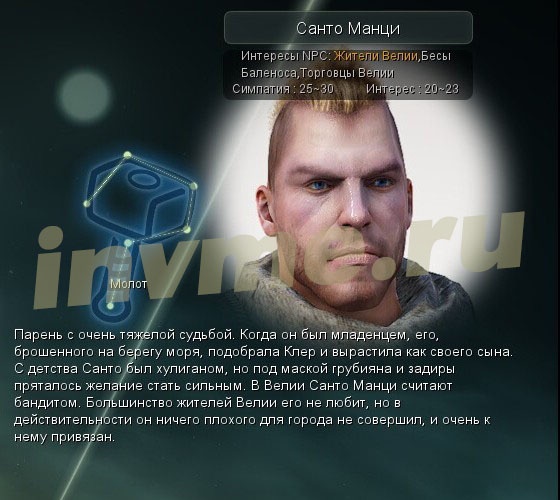 Санто Манци
Интересы NPC: Жители Велии,Бесы
Баленоса,Торговцы Велии
Симпатия : 25~30 Интерес : 20~23
invme.ru
Молот
Парень с очень тяжелой судьбой. Когда он был младенцем, его,
брошенного на берегу моря, подобрала Клер и вырастила как своего сына.
С детства Санто был хулиганом, но под маской грубияна и задиры
пряталось желание стать сильным. В Велии Санто Манци считают
бандитом. Большинство жителей Велии его не любит, но в
действительности он ничего плохого для города не совершил, и очень к
нему привязан.